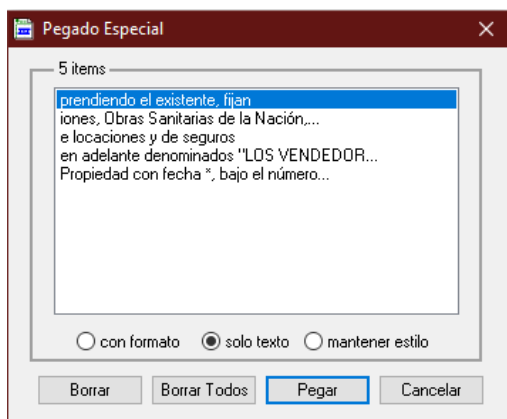 Pegado Especial
5 items
prendiendo el existente, fijan
iones, Obras Sanitarias de la Nación,...
e locaciones y de seguros
en adelante denominados "LOS VENDEDOR...
Propiedad con fecha *, bajo el número...
con formato solo texto mantener estilo
Borrar Borrar Todos Pegar Cancelar